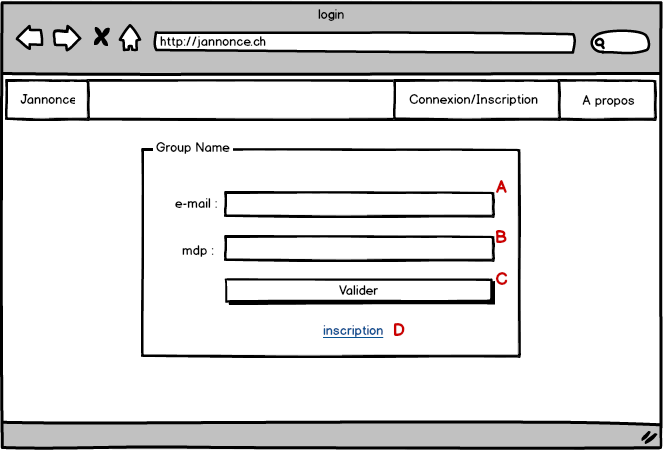 login
http://jannonce.ch
Jannonce Connexion/Inscription A propos
Group Name
A
e-mail :
B
mdp :
C
Valider
inscription D